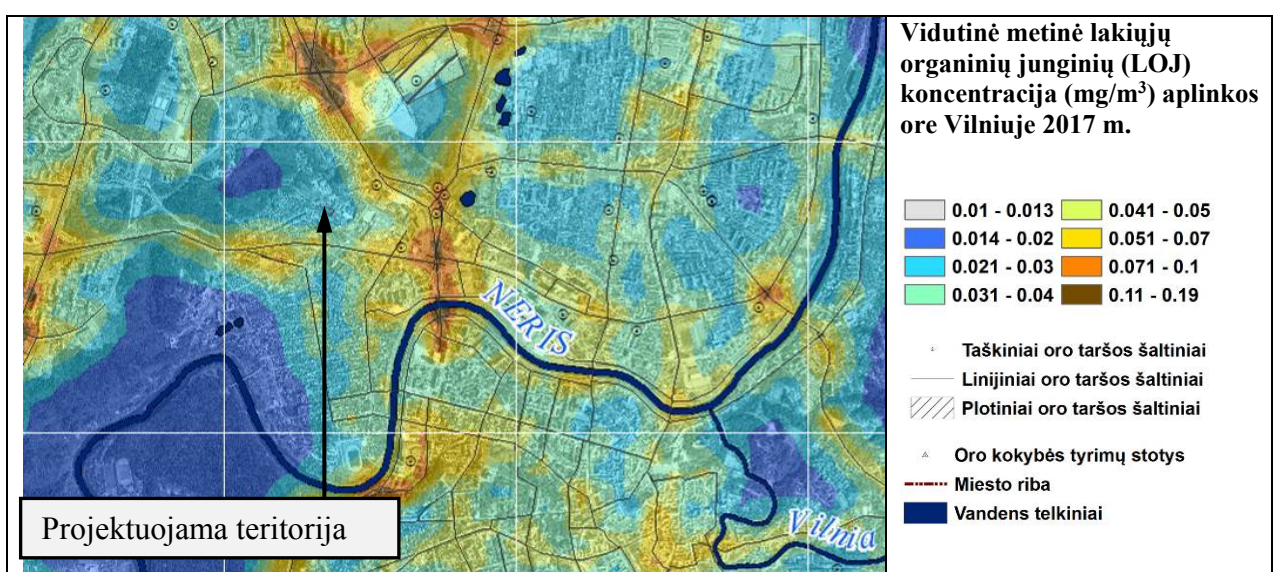 NERIS
Vilnia
Projektuojama teritorija
Vidutinė metinė lakiųjų
organinių junginių (LOJ)
koncentracija (mg/m³) aplinkos
ore Vilniuje 2017 m.
0.01 - 0.013
0.041 - 0.05
0.014 - 0.02
0.051 - 0.07
0.021 - 0.03
0.071 - 0.1
0.031 - 0.04
0.11 - 0.19
Taškiniai oro taršos šaltiniai
Linijiniai oro taršos šaltiniai
Plotiniai oro taršos šaltiniai
Oro kokybės tyrimų stotys
Miesto riba
Vandens telkiniai